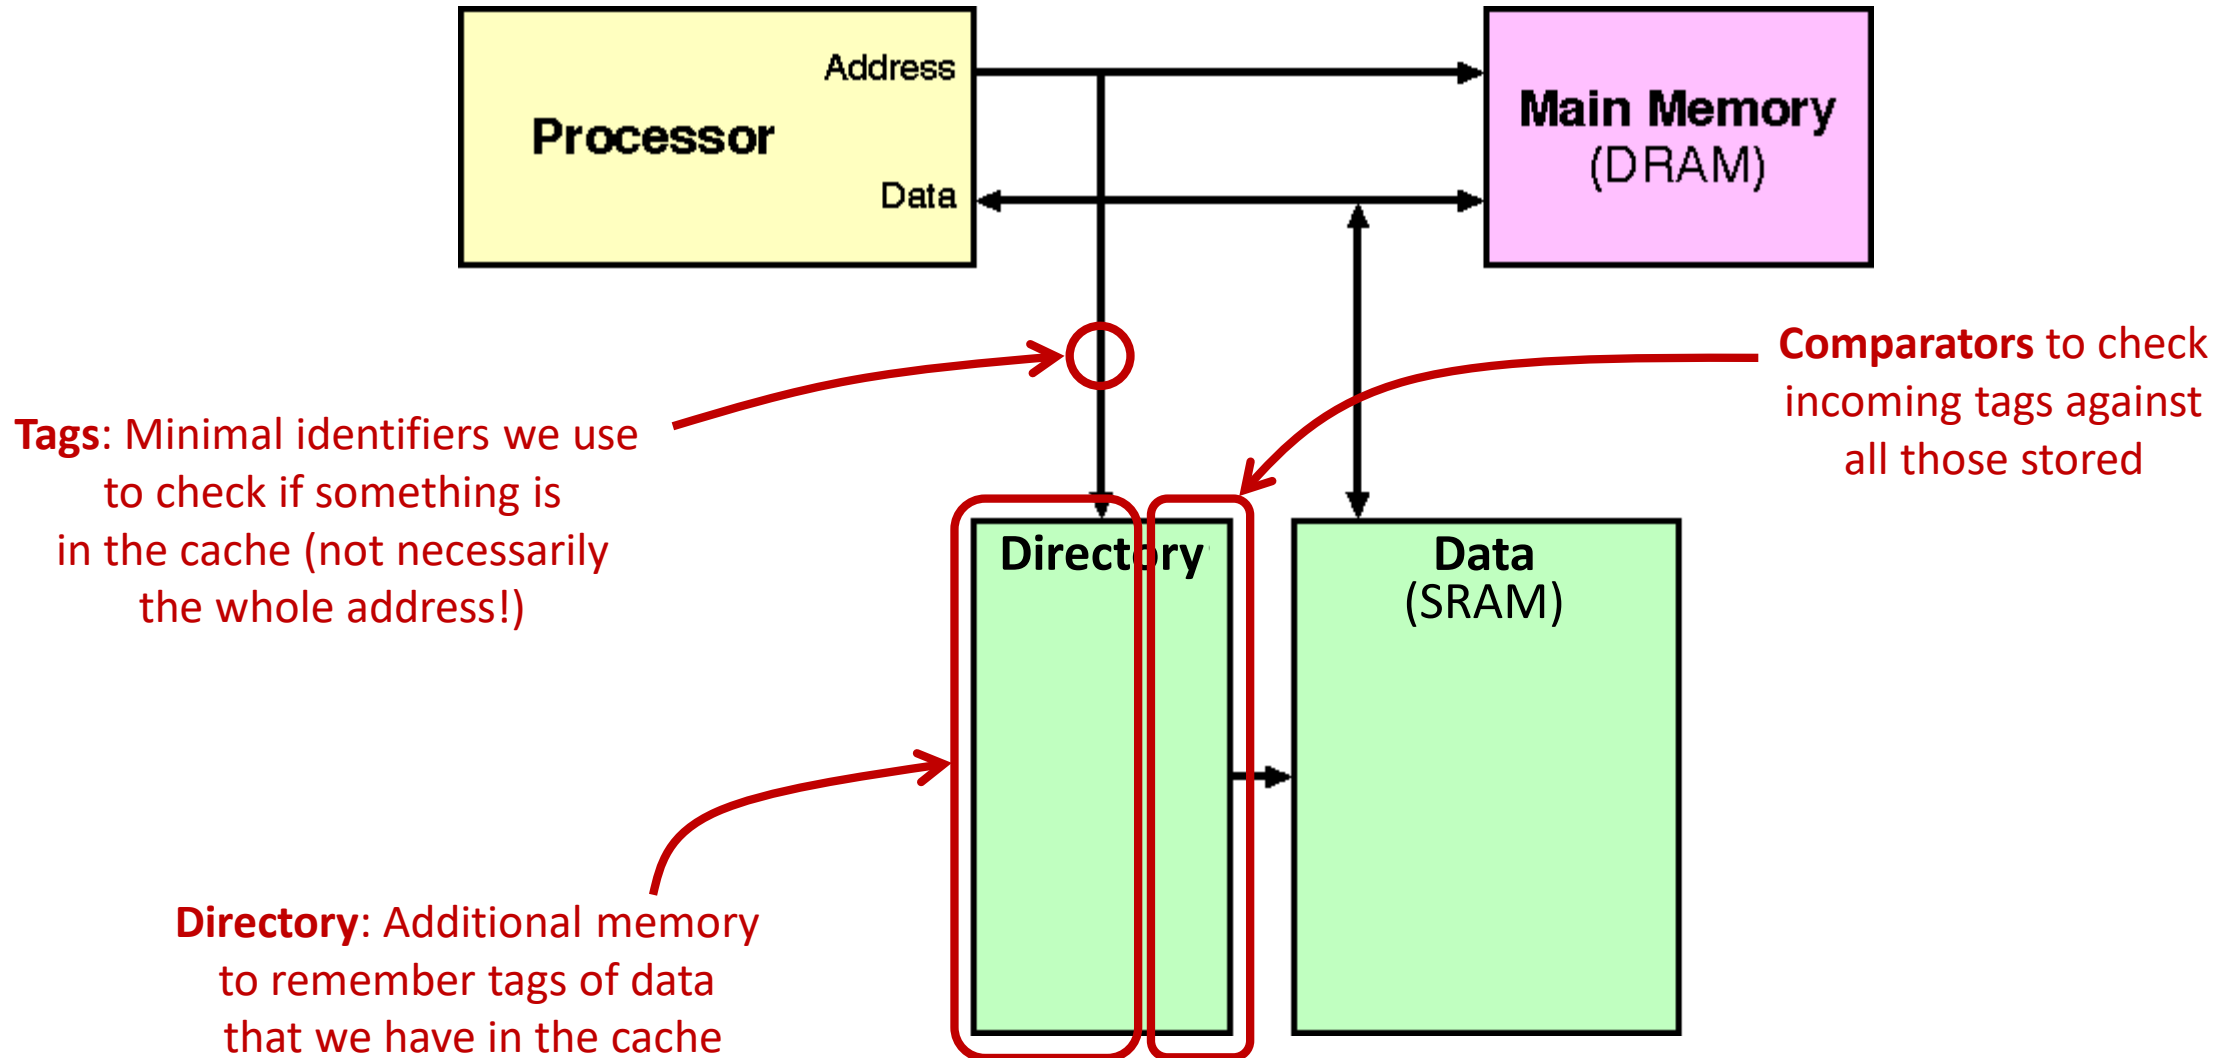 Address
Processor
Data
Main Memory
(DRAM)
Comparators to check
incoming tags against
all those stored
Tags: Minimal identifiers we use
to check if something is
in the cache (not necessarily
the whole address!)
Directory
Data
(SRAM)
Directory: Additional memory
to remember tags of data
that we have in the cache